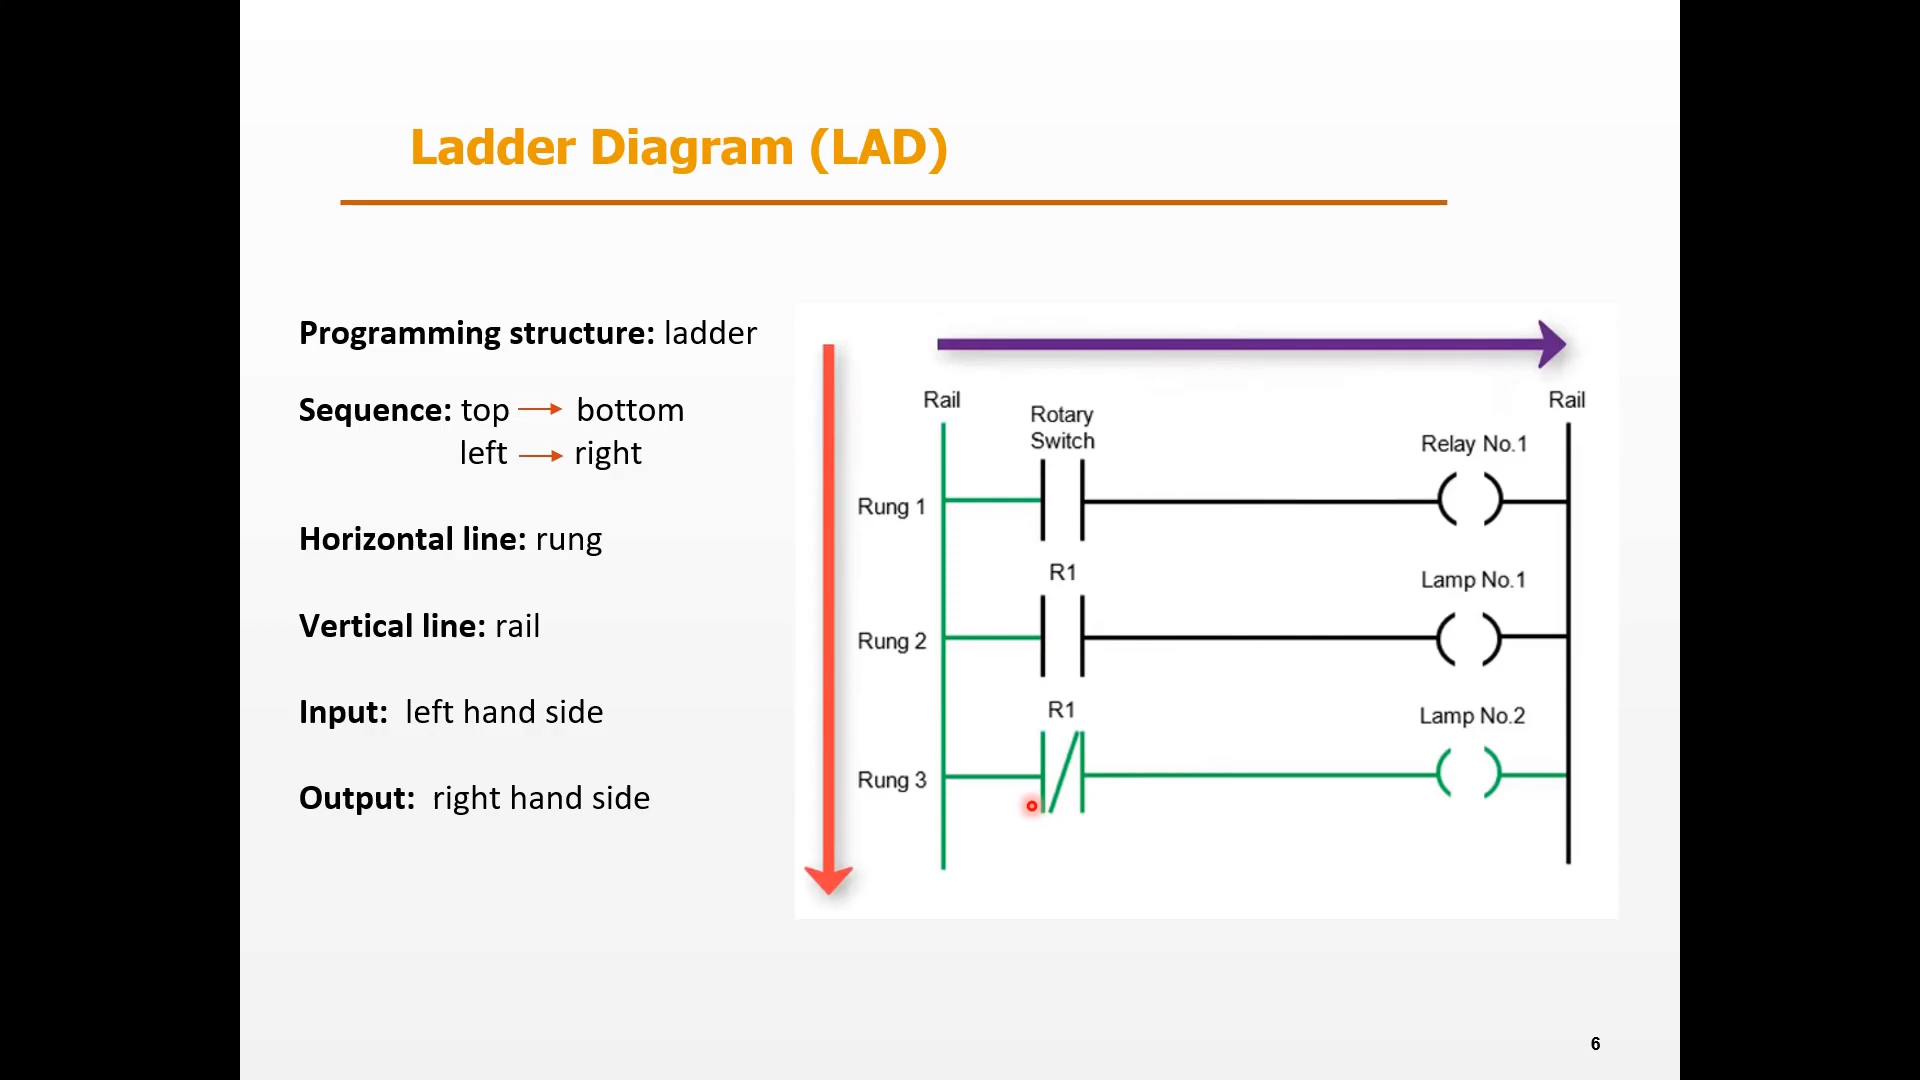 Ladder Diagram (LAD)
Programming structure: ladder
Sequence: top bottom
left right
Horizontal line: rung
Vertical line: rail
Input: left hand side
Output: right hand side
Rail
Rail
Rotary
Switch
Relay No.1
Rung 1
R1
Lamp No.1
Rung 2
R1
Lamp No.2
Rung 3
6